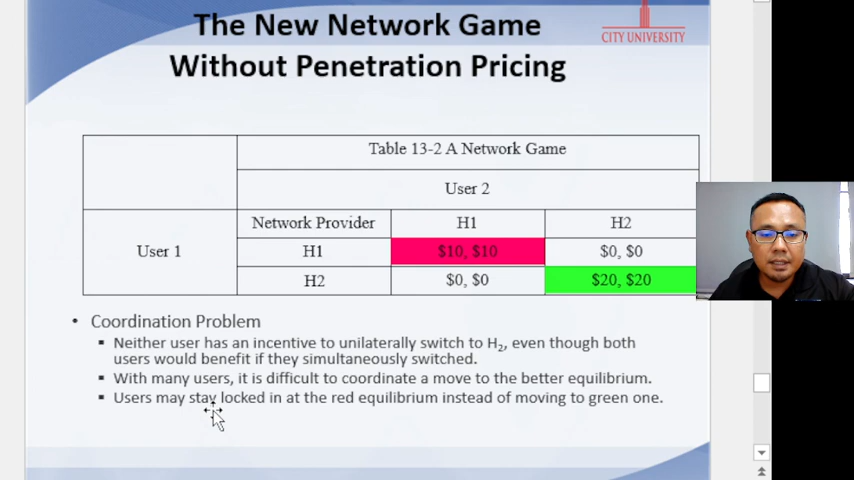 The New Network Game
CITY UNIVERSITY
Without Penetration Pricing
Table 13-2 A Network Game
User 2
Network Provider H1 H2
User 1 H1 $10, $10 $0, $0
H2 $0, $0 $20, $20
• Coordination Problem
▪ Neither user has an incentive to unilaterally switch to H2, even though both
users would benefit if they simultaneously switched.
▪ With many users, it is difficult to coordinate a move to the better equilibrium.
▪ Users may stay locked in at the red equilibrium instead of moving to green one.